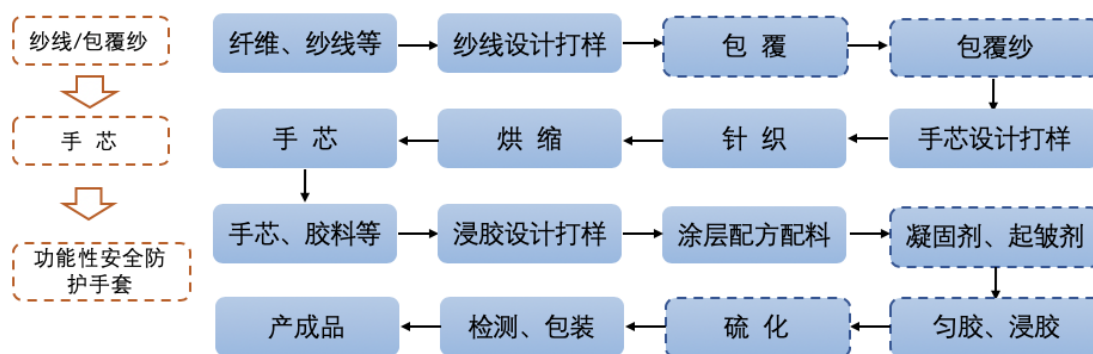 纱线/包覆纱
手 芯
功能性安全防
护手套
纤维、纱线等
纱线设计打样
包 覆
包覆纱
手芯设计打样
针 织
烘 缩
手 芯
手芯、胶料等
浸胶设计打样
涂层配方配料
凝固剂、起皱剂
匀胶、浸胶
硫 化
检测、包装
产成品